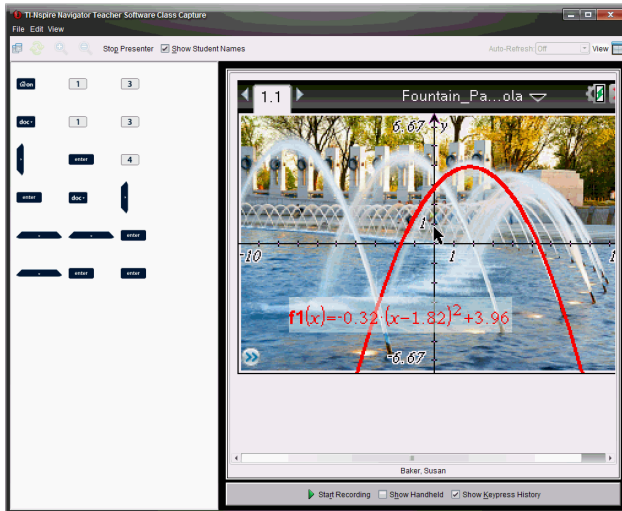 TI-Nspire Navigator Teacher Software Class Capture
File Edit View
Stop Presenter Show Student Names Auto-Refresh: Off View
on 1 3
doc 1 3
enter 4
enter doc
enter
enter enter
1.1 Fountain_Pa...ola
6.67 y
1
-10 1 1
f1(x)=-0.32·(x-1.82)²+3.96
-6.67
Baker, Susan
Start Recording Show Handheld Show Keypress History